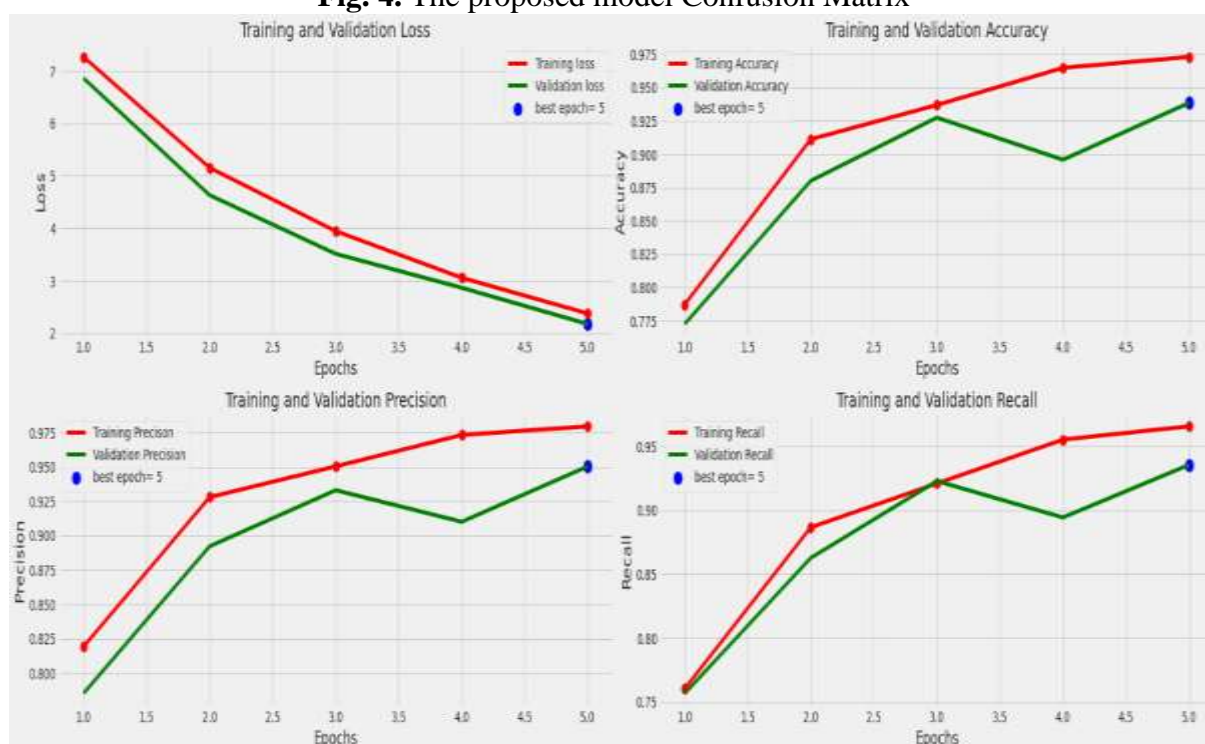 Fig. 4. The proposed model Confusion Matrix
Training and Validation Loss
Training loss
Validation loss
best epoch= 5
7
6
5
4
3
2
Loss
1.0 1.5 2.0 2.5 3.0 3.5 4.0 4.5 5.0
Epochs
Training and Validation Accuracy
Training Accuracy
Validation Accuracy
best epoch= 5
0.975
0.950
0.925
0.900
0.875
0.850
0.825
0.800
0.775
Accuracy
1.0 1.5 2.0 2.5 3.0 3.5 4.0 4.5 5.0
Epochs
Training and Validation Precision
Training Precison
Validation Precision
best epoch= 5
0.975
0.950
0.925
0.900
0.875
0.850
0.825
0.800
Precision
1.0 1.5 2.0 2.5 3.0 3.5 4.0 4.5 5.0
Epochs
Training and Validation Recall
Training Recall
Validation Recall
best epoch= 5
0.95
0.90
0.85
0.80
0.75
Recall
1.0 1.5 2.0 2.5 3.0 3.5 4.0 4.5 5.0
Epochs